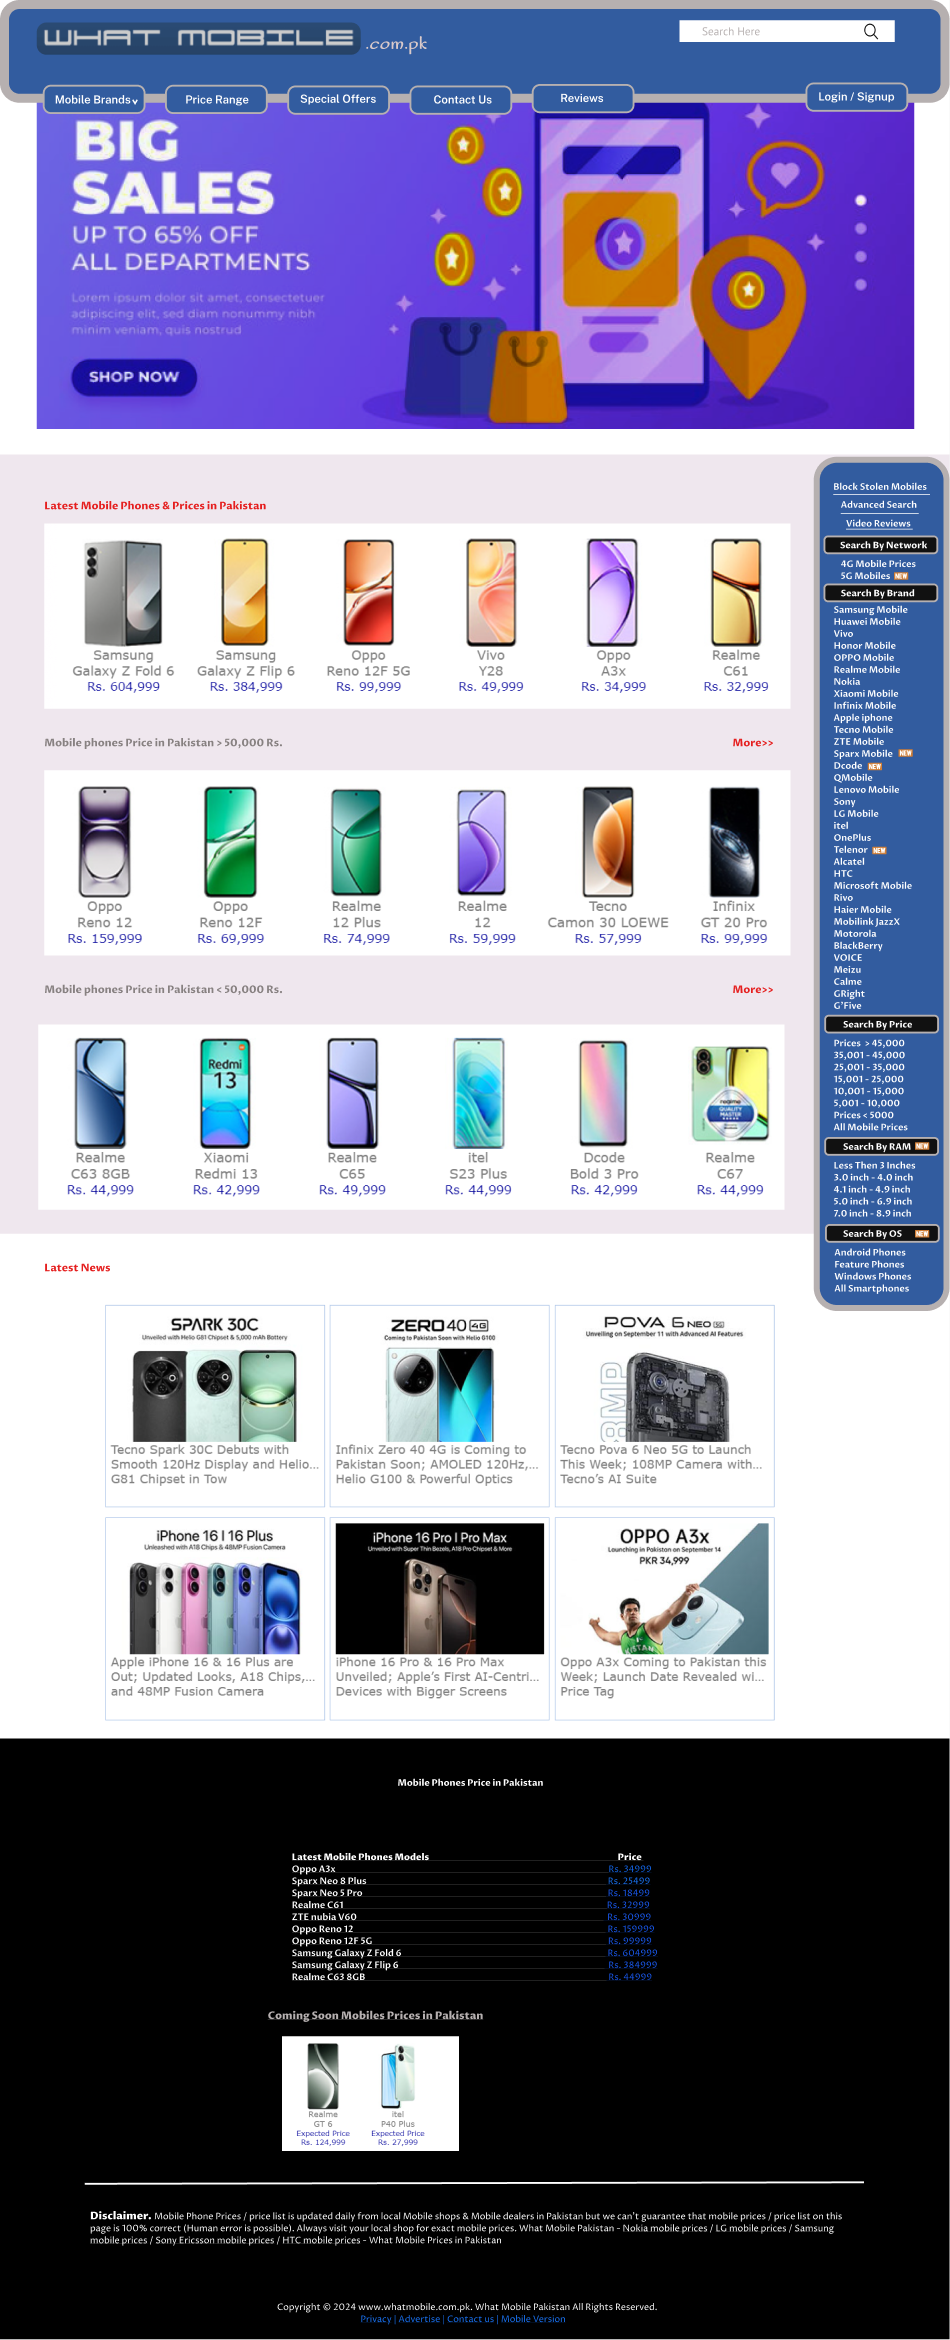 WHAT MOBILE .com.pk
Search Here
Mobile Brands
Price Range
Special Offers
Contact Us
Reviews
Login / Signup
BIG
SALES
UP TO 65% OFF
ALL DEPARTMENTS
Lorem ipsum dolor sit amet, consectetuer
adipiscing elit, sed diam nonummy nibh
minim veniam, quis nostrud
SHOP NOW
Latest Mobile Phones & Prices in Pakistan
Samsung Samsung Oppo Vivo Oppo Realme
Galaxy Z Fold 6 Galaxy Z Flip 6 Reno 12F 5G Y28 A3x C61
Rs. 604,999 Rs. 384,999 Rs. 99,999 Rs. 49,999 Rs. 34,999 Rs. 32,999
Mobile phones Price in Pakistan > 50,000 Rs. More>>
Oppo Oppo Realme Realme Tecno Infinix
Reno 12 Reno 12F 12 Plus 12 Camon 30 LOEWE GT 20 Pro
Rs. 159,999 Rs. 69,999 Rs. 74,999 Rs. 59,999 Rs. 57,999 Rs. 99,999
Mobile phones Price in Pakistan < 50,000 Rs. More>>
Redmi
13
realme
QUALITY
MASTER
Realme Xiaomi Realme itel Dcode Realme
C63 8GB Redmi 13 C65 S23 Plus Bold 3 Pro C67
Rs. 44,999 Rs. 42,999 Rs. 49,999 Rs. 44,999 Rs. 42,999 Rs. 44,999
Block Stolen Mobiles
Advanced Search
Video Reviews
Search By Network
4G Mobile Prices
5G Mobiles NEW
Search By Brand
Samsung Mobile
Huawei Mobile
Vivo
Honor Mobile
OPPO Mobile
Realme Mobile
Nokia
Xiaomi Mobile
Infinix Mobile
Apple iphone
Tecno Mobile
ZTE Mobile
Sparx Mobile NEW
Dcode NEW
QMobile
Lenovo Mobile
Sony
LG Mobile
itel
OnePlus
Telenor NEW
Alcatel
HTC
Microsoft Mobile
Rivo
Haier Mobile
Mobilink JazzX
Motorola
BlackBerry
VOICE
Meizu
Calme
GRight
G'Five
Search By Price
Prices > 45,000
35,001 - 45,000
25,001 - 35,000
15,001 - 25,000
10,001 - 15,000
5,001 - 10,000
Prices < 5000
All Mobile Prices
Search By RAM NEW
Less Then 3 Inches
3.0 inch - 4.0 inch
4.1 inch - 4.9 inch
5.0 inch - 6.9 inch
7.0 inch - 8.9 inch
Search By OS NEW
Android Phones
Feature Phones
Windows Phones
All Smartphones
Latest News
SPARK 30C
Unveiled with Helio G81 Chipset & 5,000 mAh Battery
Tecno Spark 30C Debuts with
Smooth 120Hz Display and Helio...
G81 Chipset in Tow
ZERO 40 4G
Coming to Pakistan Soon with Helio G100
Infinix Zero 40 4G is Coming to
Pakistan Soon; AMOLED 120Hz,...
Helio G100 & Powerful Optics
POVA 6 NEO 5G
Unveiling on September 11 with Advanced AI Features
8MP
Tecno Pova 6 Neo 5G to Launch
This Week; 108MP Camera with...
Tecno's AI Suite
iPhone 16 | 16 Plus
Unleashed with A18 Chips & 48MP Fusion Camera
Apple iPhone 16 & 16 Plus are
Out; Updated Looks, A18 Chips,...
and 48MP Fusion Camera
iPhone 16 Pro | Pro Max
Unveiled with Super Thin Bezels, A18 Pro Chipset & More
iPhone 16 Pro & 16 Pro Max
Unveiled; Apple's First AI-Centri...
Devices with Bigger Screens
OPPO A3x
Launching in Pakistan on September 14
PKR 34,999
Oppo A3x Coming to Pakistan this
Week; Launch Date Revealed wi...
Price Tag
Mobile Phones Price in Pakistan
Latest Mobile Phones Models Price
Oppo A3x Rs. 34999
Sparx Neo 8 Plus Rs. 25499
Sparx Neo 5 Pro Rs. 18499
Realme C61 Rs. 32999
ZTE nubia V60 Rs. 30999
Oppo Reno 12 Rs. 159999
Oppo Reno 12F 5G Rs. 99999
Samsung Galaxy Z Fold 6 Rs. 604999
Samsung Galaxy Z Flip 6 Rs. 384999
Realme C63 8GB Rs. 44999
Coming Soon Mobiles Prices in Pakistan
Realme itel
GT 6 P40 Plus
Expected Price Expected Price
Rs. 124,999 Rs. 27,999
Disclaimer. Mobile Phone Prices / price list is updated daily from local Mobile shops & Mobile dealers in Pakistan but we can't guarantee that mobile prices / price list on this
page is 100% correct (Human error is possible). Always visit your local shop for exact mobile prices. What Mobile Pakistan - Nokia mobile prices / LG mobile prices / Samsung
mobile prices / Sony Ericsson mobile prices / HTC mobile prices - What Mobile Prices in Pakistan
Copyright © 2024 www.whatmobile.com.pk. What Mobile Pakistan All Rights Reserved.
Privacy | Advertise | Contact us | Mobile Version